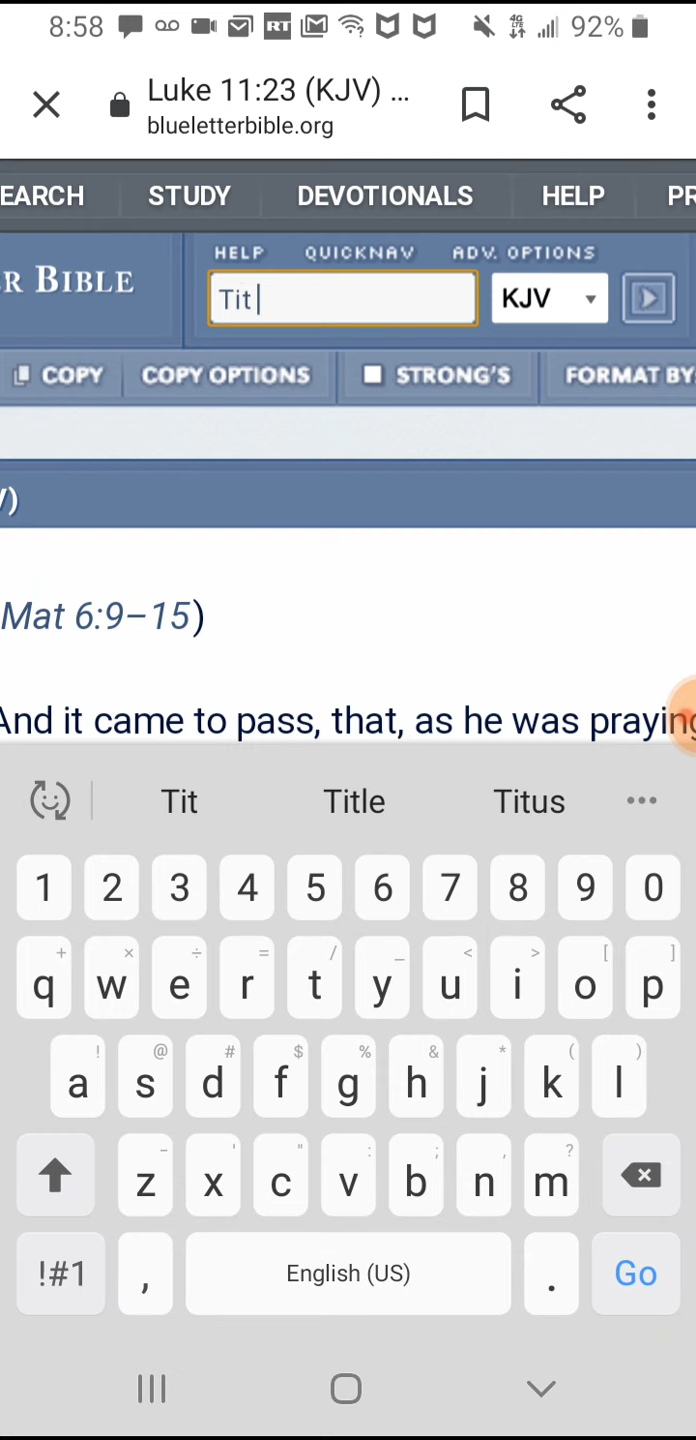 8:58 RT 4G LTE 92%
Luke 11:23 (KJV) ...
blueletterbible.org
EARCH STUDY DEVOTIONALS HELP PR
HELP QUICKNAV ADV. OPTIONS
R BIBLE
Tit KJV
COPY COPY OPTIONS STRONG'S FORMAT BY
V)
Mat 6:9–15)
And it came to pass, that, as he was praying
Tit Title Titus
1 2 3 4 5 6 7 8 9 0
+ × ÷ = / _ < > [ ]
q w e r t y u i o p
! @ # $ % & * ( )
a s d f g h j k l
- ' " : ; , ?
z x c v b n m
!#1 , English (US) . Go